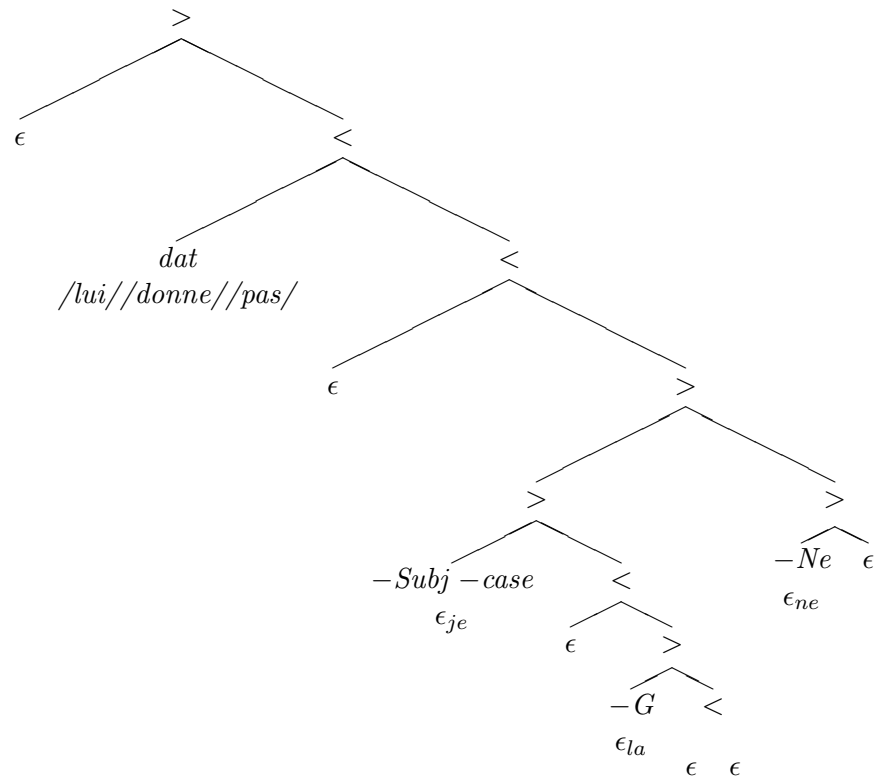 >
ϵ <
dat <
/lui//donne//pas/
ϵ >
> >
−Ne ϵ
−Subj −case <
ϵne
ϵje
ϵ >
−G <
ϵla
ϵ ϵ